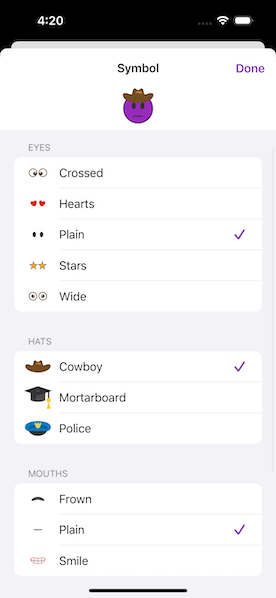 4:20
Symbol
Done
EYES
Crossed
Hearts
Plain
Stars
Wide
HATS
Cowboy
Mortarboard
Police
MOUTHS
Frown
Plain
Smile